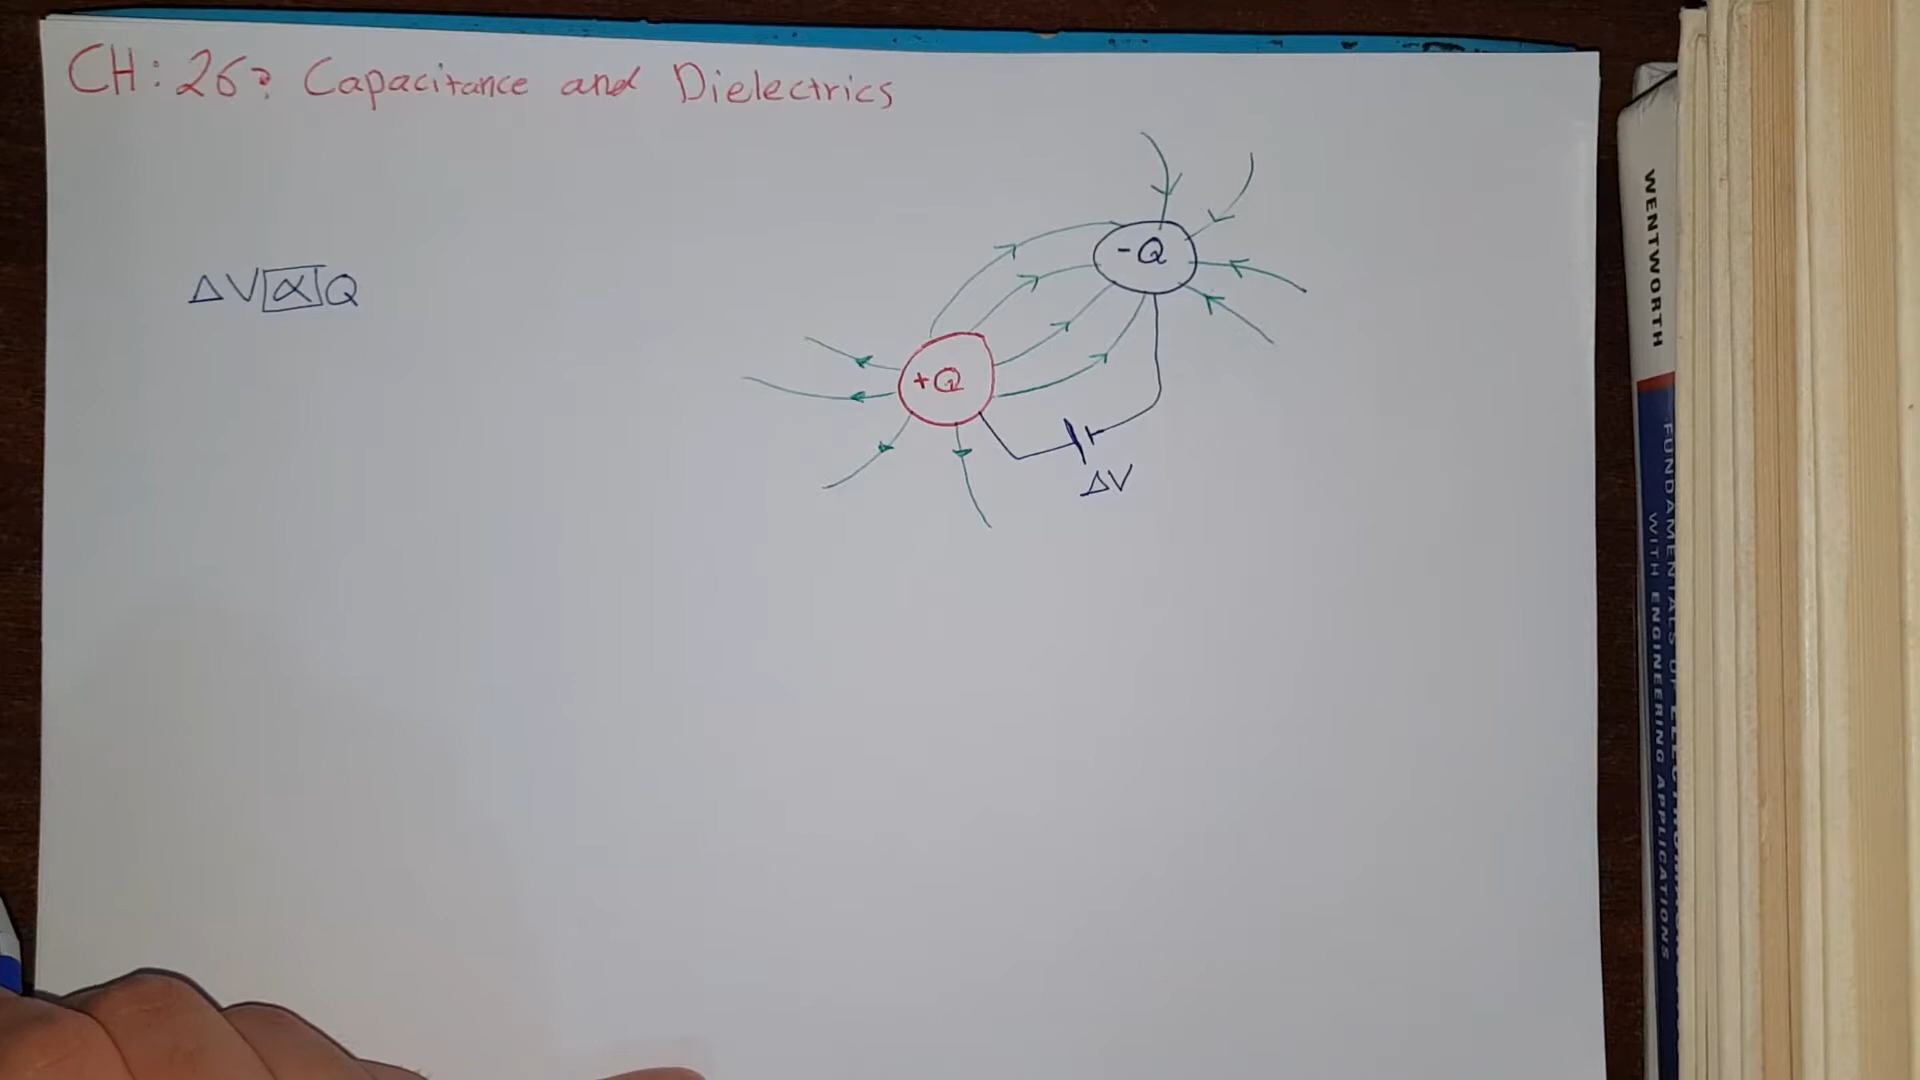 CH: 26: Capacitance and Dielectrics
ΔV α Q
-Q
+Q
ΔV
WENTWORTH
FUNDAMENTALS OF ELECTROMAGNETICS
WITH ENGINEERING APPLICATIONS